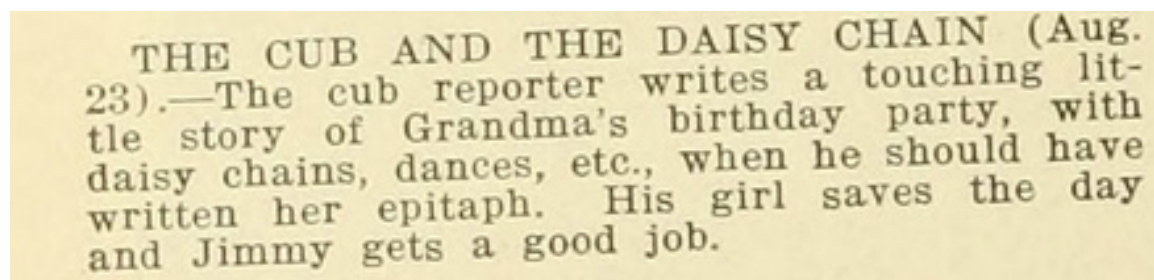 THE CUB AND THE DAISY CHAIN (Aug.
23).—The cub reporter writes a touching lit-
tle story of Grandma's birthday party, with
daisy chains, dances, etc., when he should have
written her epitaph. His girl saves the day
and Jimmy gets a good job.